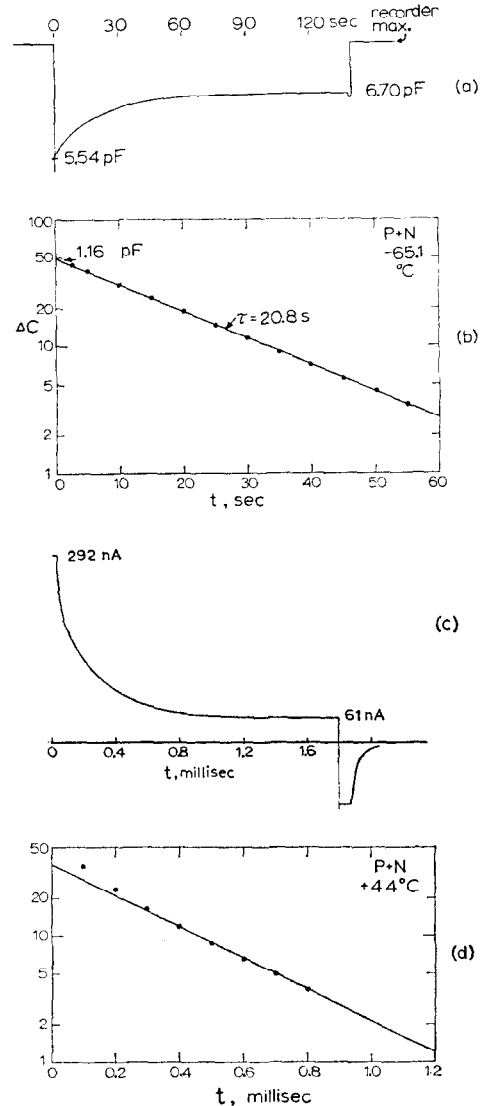 0 30 60 90 120 sec recorder max.
6.70 pF
(a)
5.54 pF
100
50
20
10
5
2
1
ΔC
1.16 pF
τ=20.8 s
P+N
-65.1
°C
(b)
0 10 20 30 40 50 60
t, sec
292 nA
(c)
61 nA
0 0.4 0.8 1.2 1.6
t, millisec
50
20
10
5
2
1
P+N
+44°C
(d)
0 0.2 0.4 0.6 0.8 1.0 1.2
t, millisec